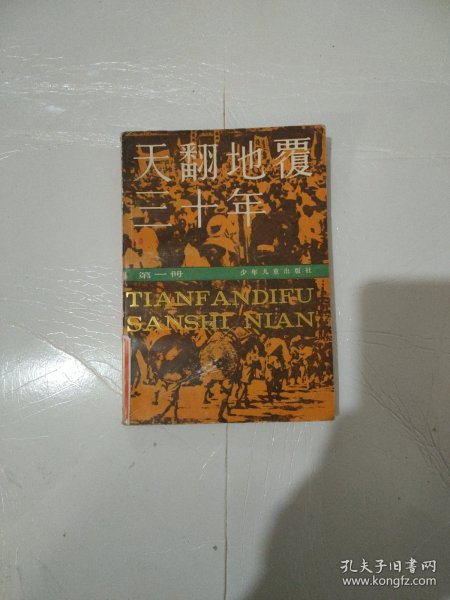 天翻地覆
三十年
第一册
少年儿童出版社
TIANFANDIFU
SANSHI NIAN
孔夫子旧书网
www.kongfz.com